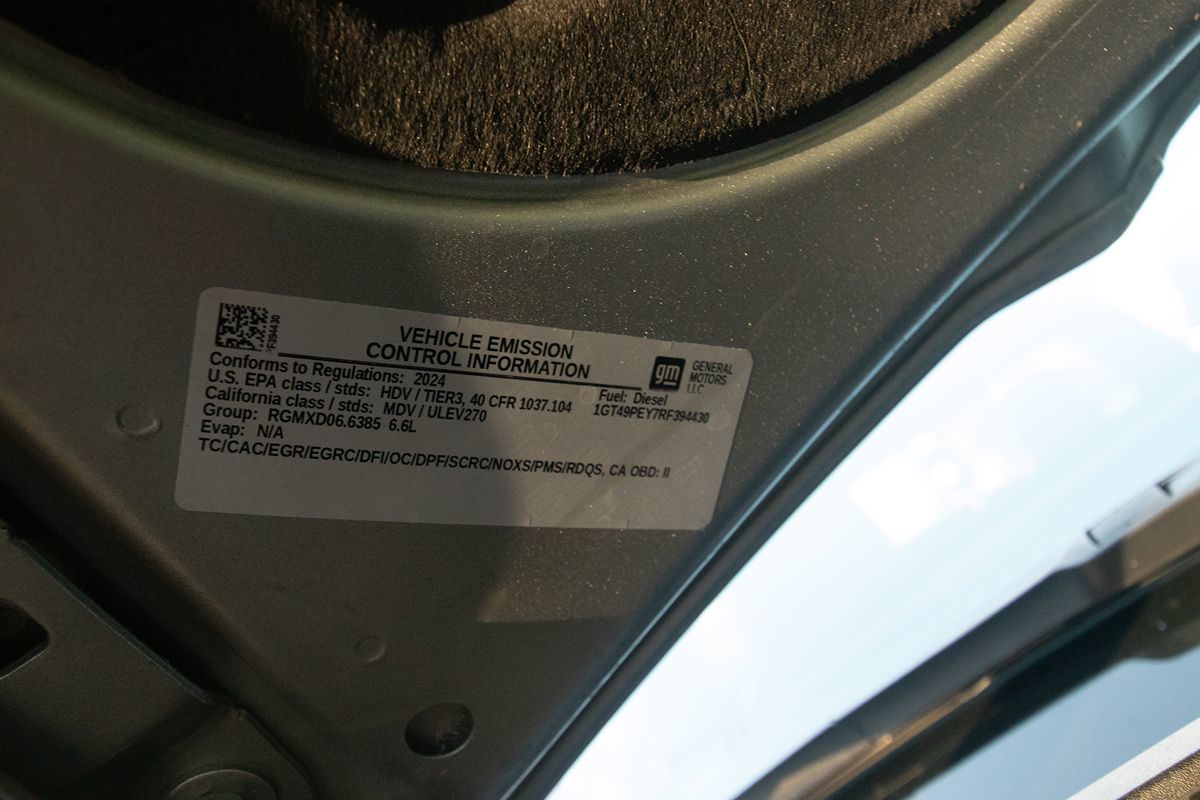 RF394430
VEHICLE EMISSION
CONTROL INFORMATION
gm GENERAL
MOTORS
LLC
Conforms to Regulations: 2024
U.S. EPA class / stds: HDV / TIER3, 40 CFR 1037.104
California class / stds: MDV / ULEV270
Group: RGMXD06.6385 6.6L
Evap: N/A
Fuel: Diesel
1GT49PEY7RF394430
TC/CAC/EGR/EGRC/DFI/OC/DPF/SCRC/NOXS/PMS/RDQS, CA OBD: II